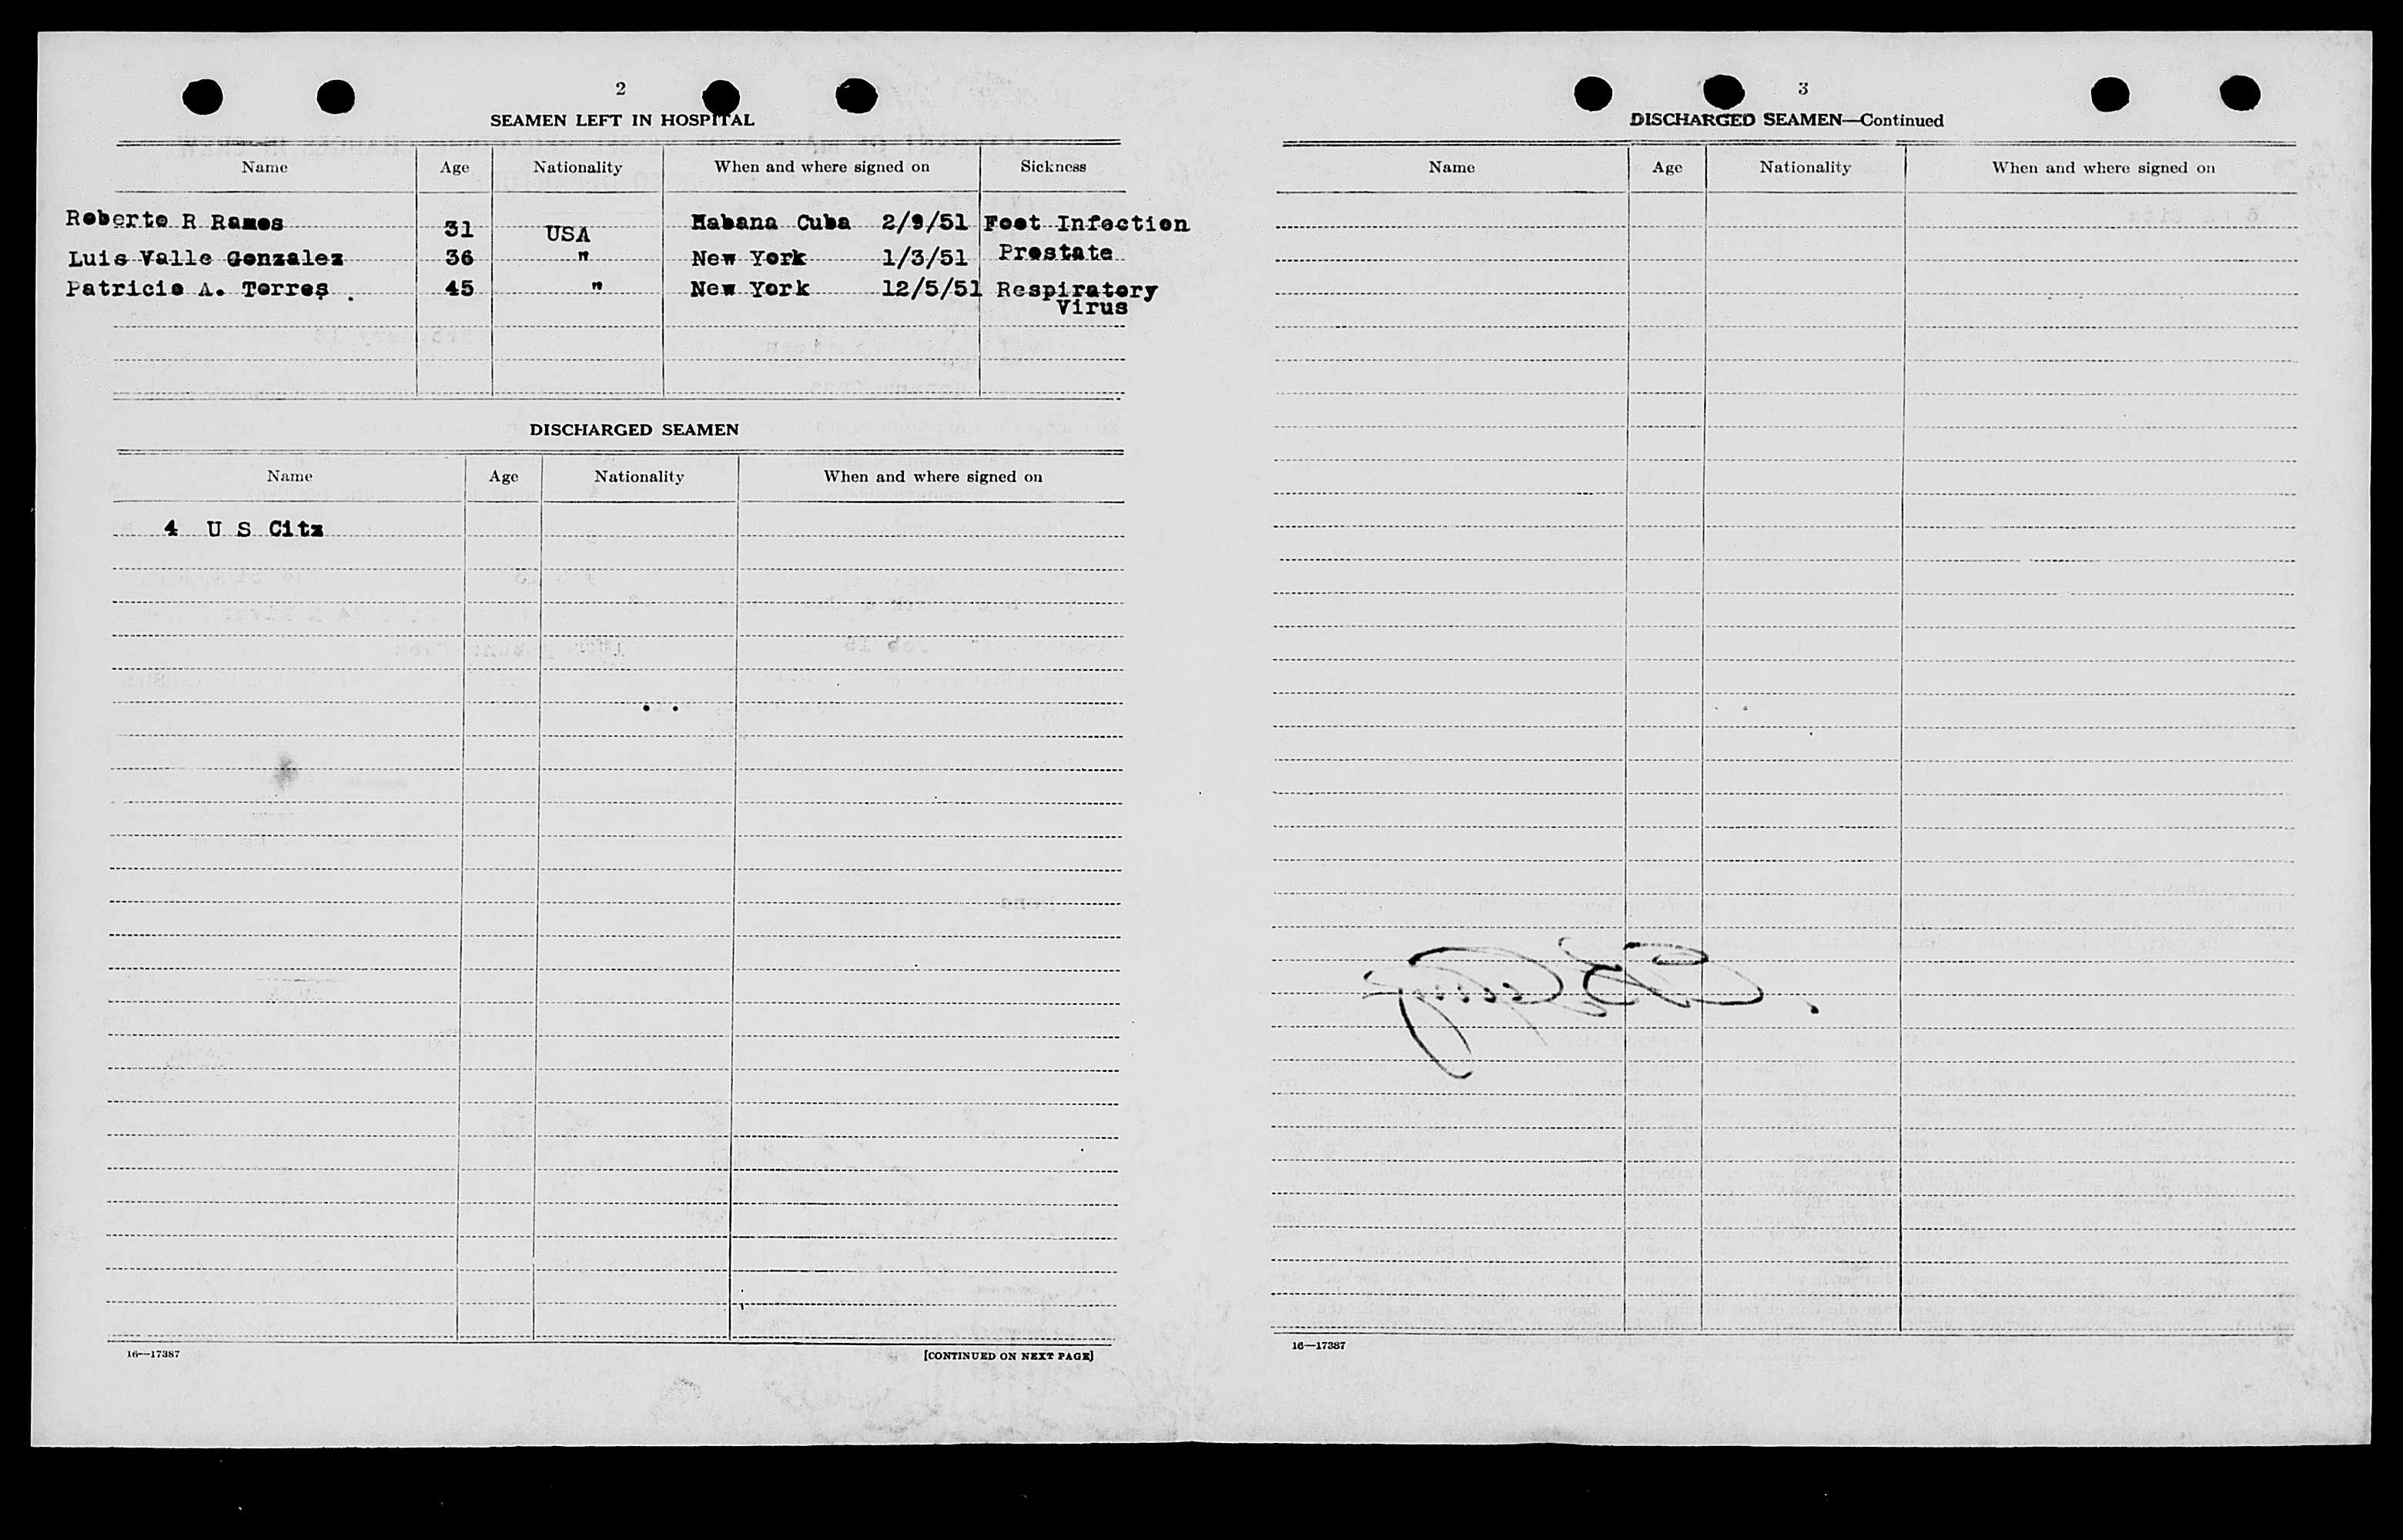 2
SEAMEN LEFT IN HOSPITAL
Name Age Nationality When and where signed on Sickness
Roberto R Ramos 31 USA Habana Cuba 2/9/51 Foot Infection
Luis Valle Gonzalez 36 " New York 1/3/51 Prostate
Patricio A. Torres. 45 " New York 12/5/51 Respiratory
Virus
DISCHARGED SEAMEN
Name Age Nationality When and where signed on
4 U S Citz
16—17387
[CONTINUED ON NEXT PAGE]
3
DISCHARGED SEAMEN—Continued
Name Age Nationality When and where signed on
16—17387